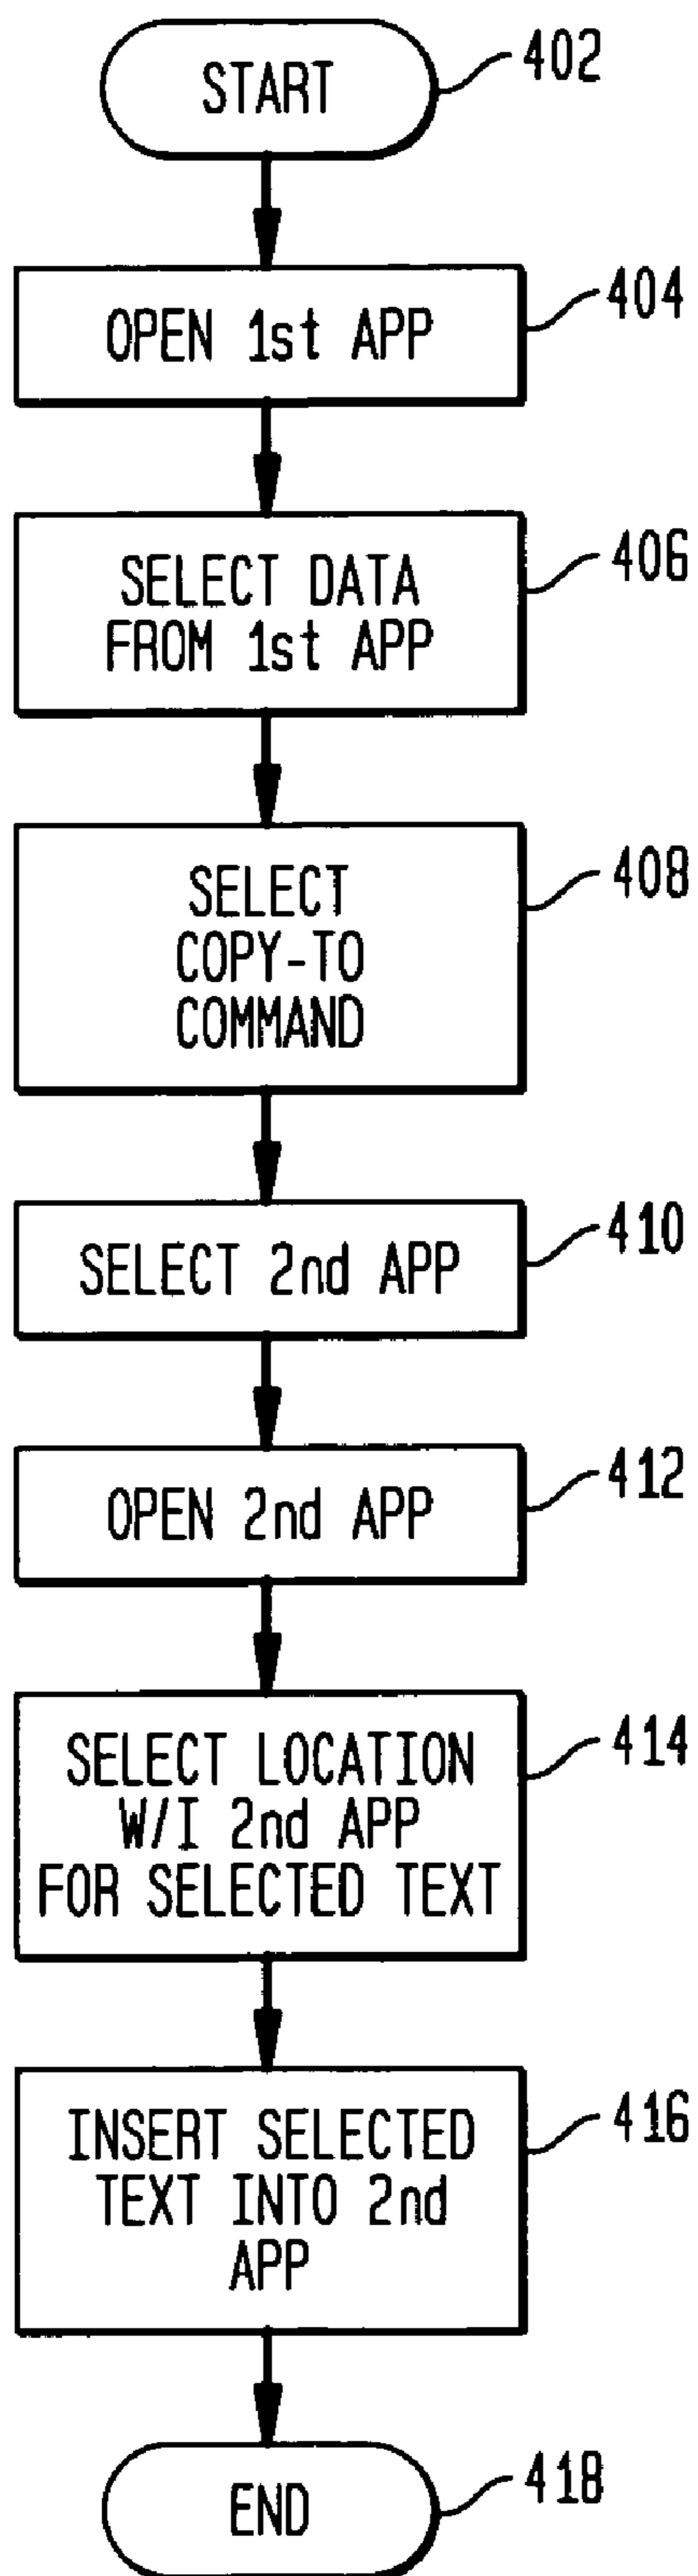 START
402
OPEN 1st APP
404
SELECT DATA
FROM 1st APP
406
SELECT
COPY-TO
COMMAND
408
SELECT 2nd APP
410
OPEN 2nd APP
412
SELECT LOCATION
W/I 2nd APP
FOR SELECTED TEXT
414
INSERT SELECTED
TEXT INTO 2nd
APP
416
END
418